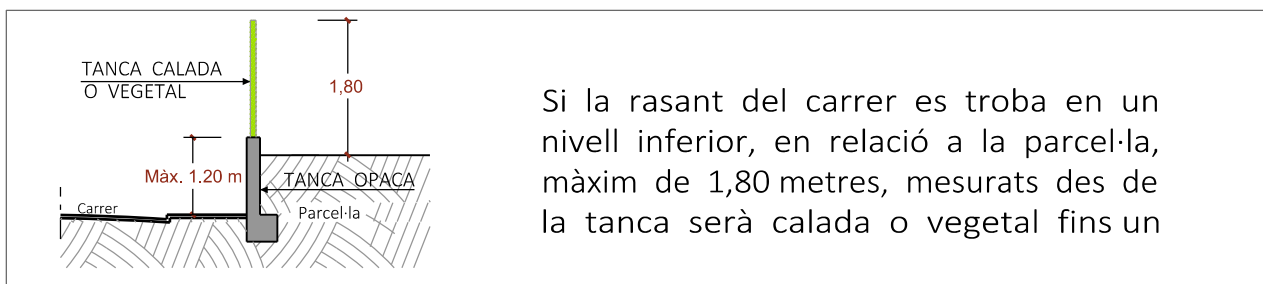 TANCA CALADA
O VEGETAL
1,80
Màx. 1.20 m
TANCA OPACA
Carrer
Parcel·la
Si la rasant del carrer es troba en un
nivell inferior, en relació a la parcel·la,
màxim de 1,80 metres, mesurats des de
la tanca serà calada o vegetal fins un